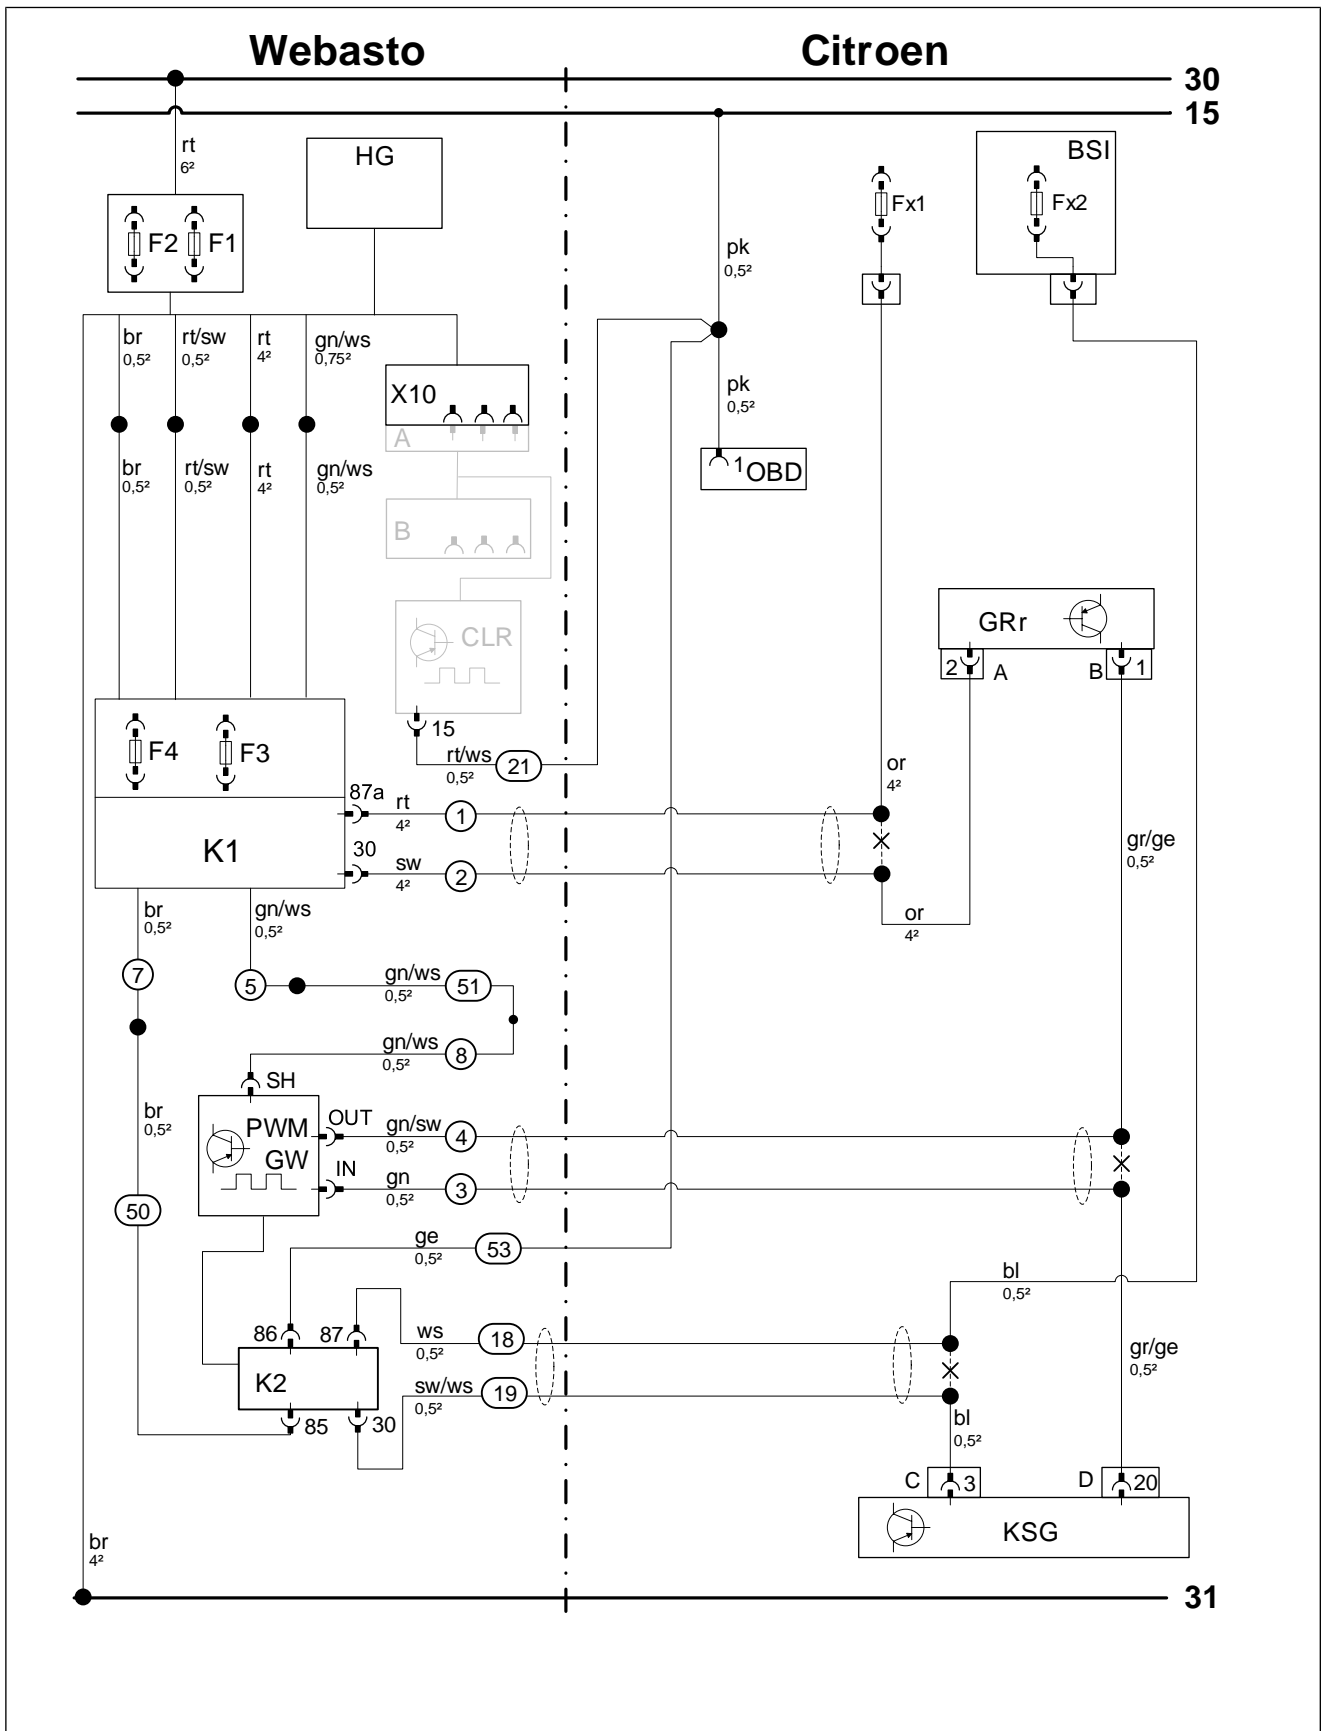 Webasto
Citroen
30
15
rt
6²
HG
BSI
Fx1
Fx2
F2
F1
pk
0,5²
br
0,5²
rt/sw
0,5²
rt
4²
gn/ws
0,75²
X10
A
pk
0,5²
br
0,5²
rt/sw
0,5²
rt
4²
gn/ws
0,5²
1
OBD
B
GRr
CLR
2
A
B
1
15
F4
F3
rt/ws
0,5²
21
or
4²
87a
rt
4²
1
K1
30
sw
4²
2
gr/ge
0,5²
br
0,5²
gn/ws
0,5²
or
4²
7
5
gn/ws
0,5²
51
gn/ws
0,5²
8
SH
br
0,5²
PWM
GW
OUT
gn/sw
0,5²
4
IN
gn
0,5²
3
50
ge
0,5²
53
bl
0,5²
86
87
ws
0,5²
18
gr/ge
0,5²
K2
sw/ws
0,5²
19
85
30
bl
0,5²
C
3
D
20
KSG
br
4²
31